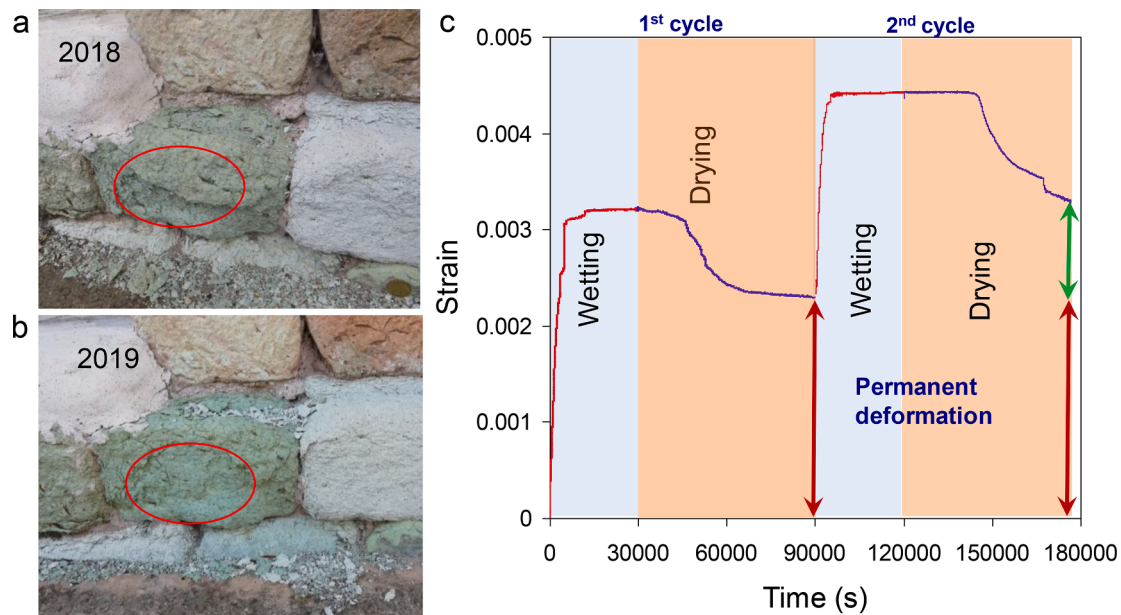 a
2018
b
2019
c
1st cycle
2nd cycle
0.005
0.004
0.003
0.002
0.001
0
Strain
Wetting
Drying
Wetting
Drying
Permanent
deformation
0
30000
60000
90000
120000
150000
180000
Time (s)